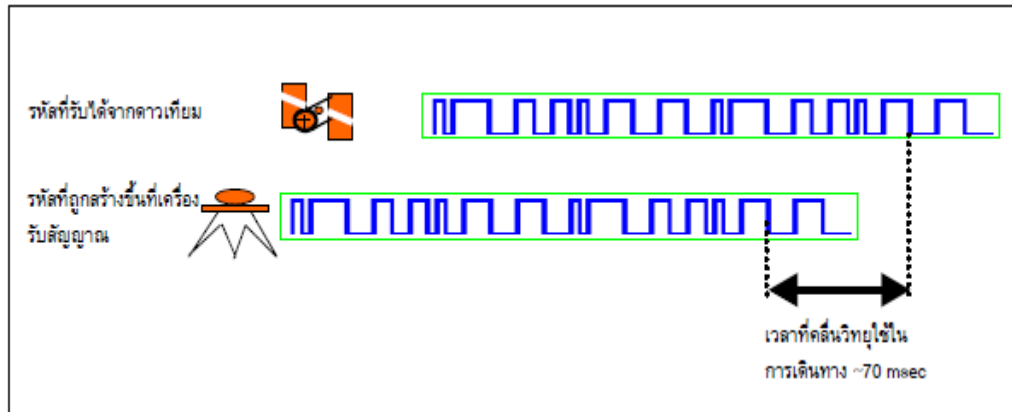 รหัสที่รับได้จากดาวเทียม
รหัสที่ถูกสร้างขึ้นที่เครื่อง
รับสัญญาณ
เวลาที่คลื่นวิทยุใช้ใน
การเดินทาง ~70 msec